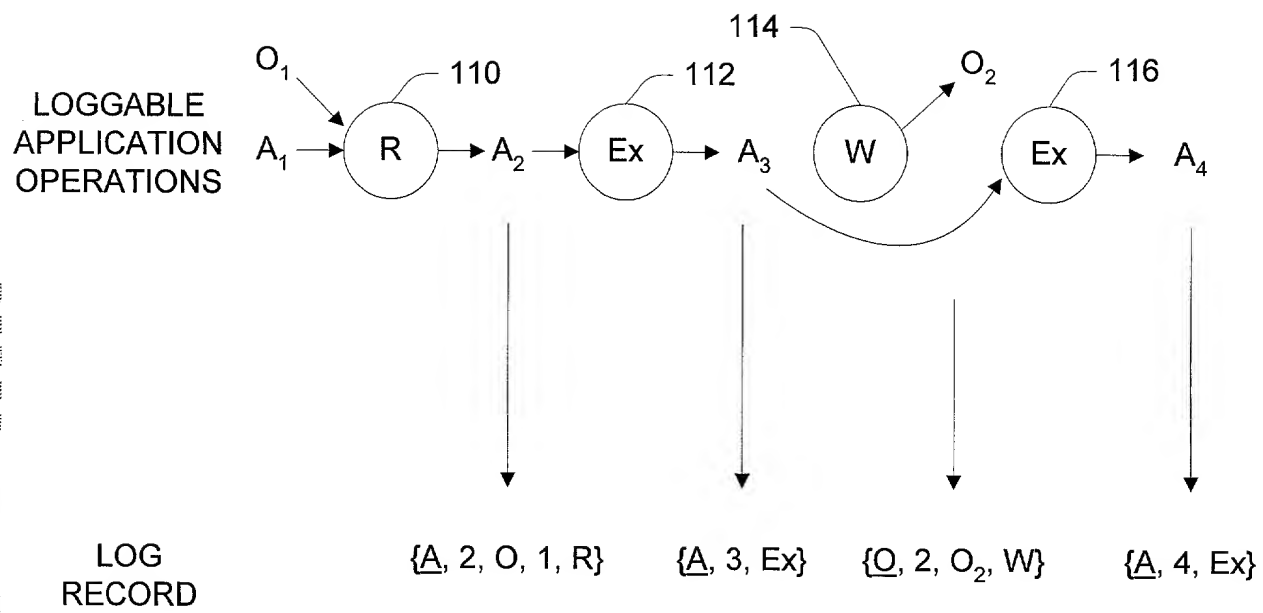 114
O₁ 110 112 O₂ 116
LOGGABLE
APPLICATION
OPERATIONS
A₁ R A₂ Ex A₃ W Ex A₄
LOG
RECORD
{A, 2, O, 1, R} {A, 3, Ex} {O, 2, O₂, W} {A, 4, Ex}